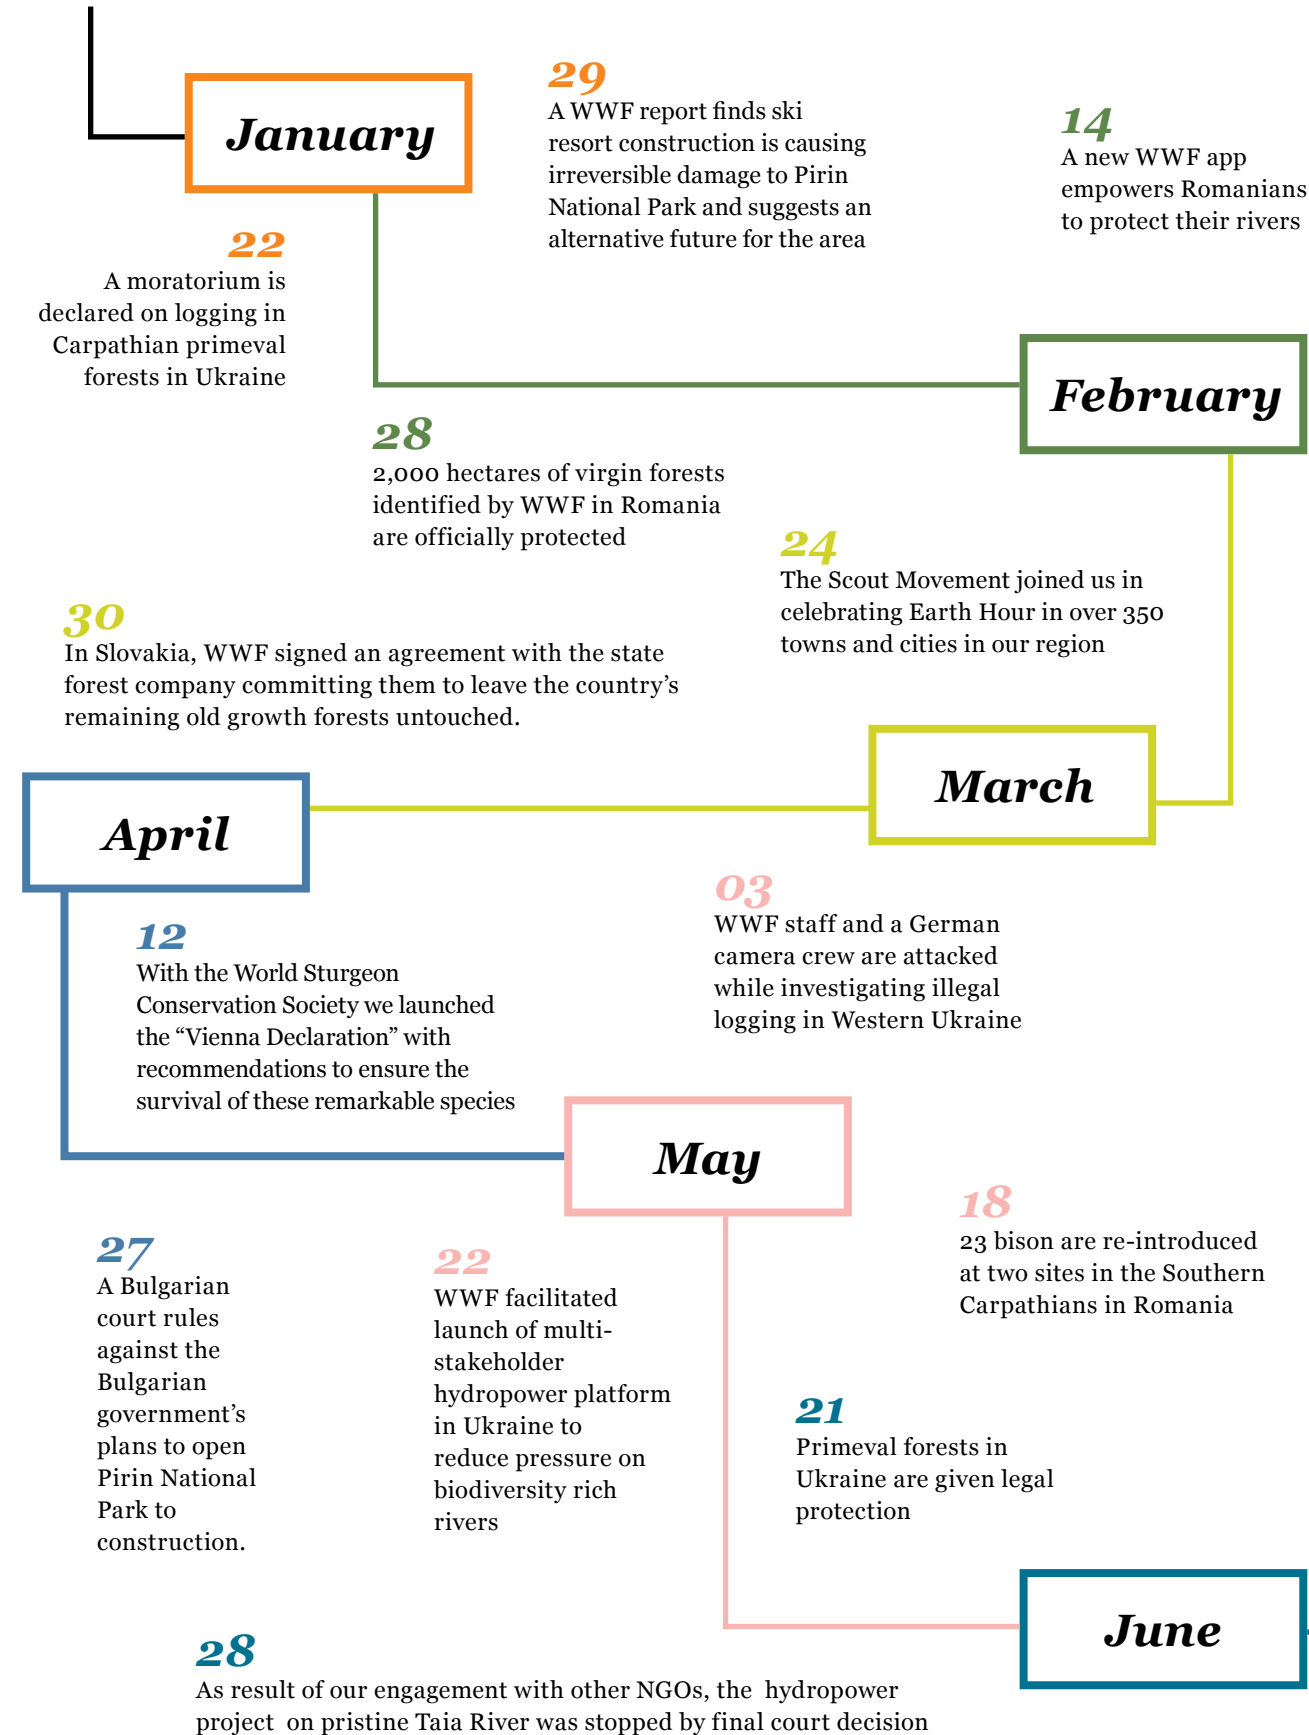 January
29
A WWF report finds ski
resort construction is causing
irreversible damage to Pirin
National Park and suggests an
alternative future for the area
14
A new WWF app
empowers Romanians
to protect their rivers
22
A moratorium is
declared on logging in
Carpathian primeval
forests in Ukraine
February
28
2,000 hectares of virgin forests
identified by WWF in Romania
are officially protected
24
The Scout Movement joined us in
celebrating Earth Hour in over 350
towns and cities in our region
30
In Slovakia, WWF signed an agreement with the state
forest company committing them to leave the country’s
remaining old growth forests untouched.
March
April
03
WWF staff and a German
camera crew are attacked
while investigating illegal
logging in Western Ukraine
12
With the World Sturgeon
Conservation Society we launched
the “Vienna Declaration” with
recommendations to ensure the
survival of these remarkable species
May
18
23 bison are re-introduced
at two sites in the Southern
Carpathians in Romania
27
A Bulgarian
court rules
against the
Bulgarian
government’s
plans to open
Pirin National
Park to
construction.
22
WWF facilitated
launch of multi-
stakeholder
hydropower platform
in Ukraine to
reduce pressure on
biodiversity rich
rivers
21
Primeval forests in
Ukraine are given legal
protection
June
28
As result of our engagement with other NGOs, the  hydropower
project  on pristine Taia River was stopped by final court decision